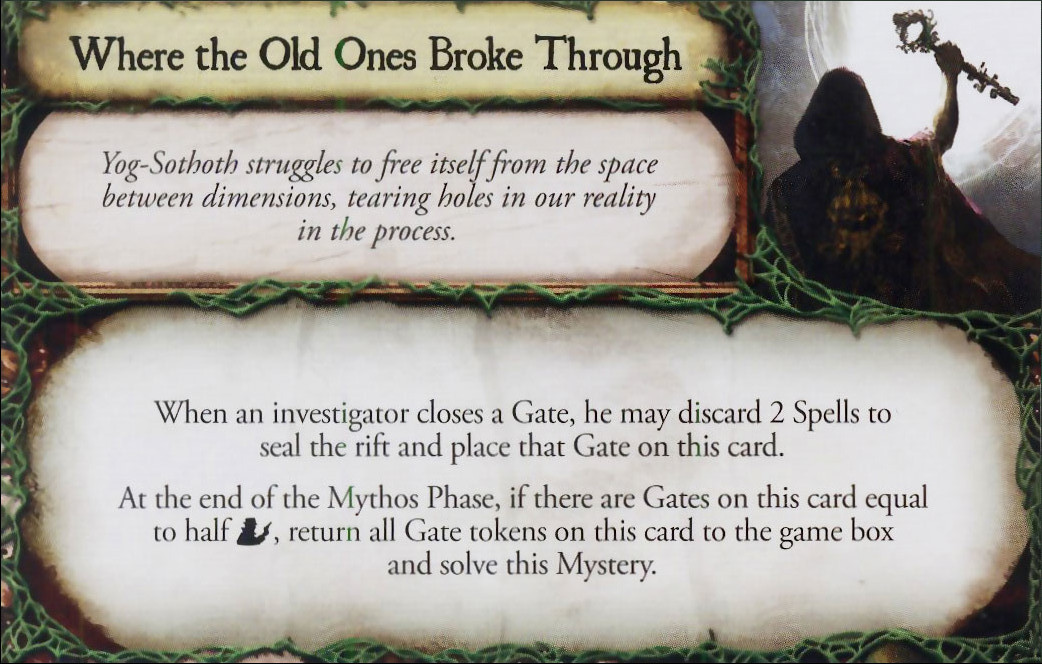 Where the Old Ones Broke Through
Yog-Sothoth struggles to free itself from the space
between dimensions, tearing holes in our reality
in the process.
When an investigator closes a Gate, he may discard 2 Spells to
seal the rift and place that Gate on this card.
At the end of the Mythos Phase, if there are Gates on this card equal
to half , return all Gate tokens on this card to the game box
and solve this Mystery.